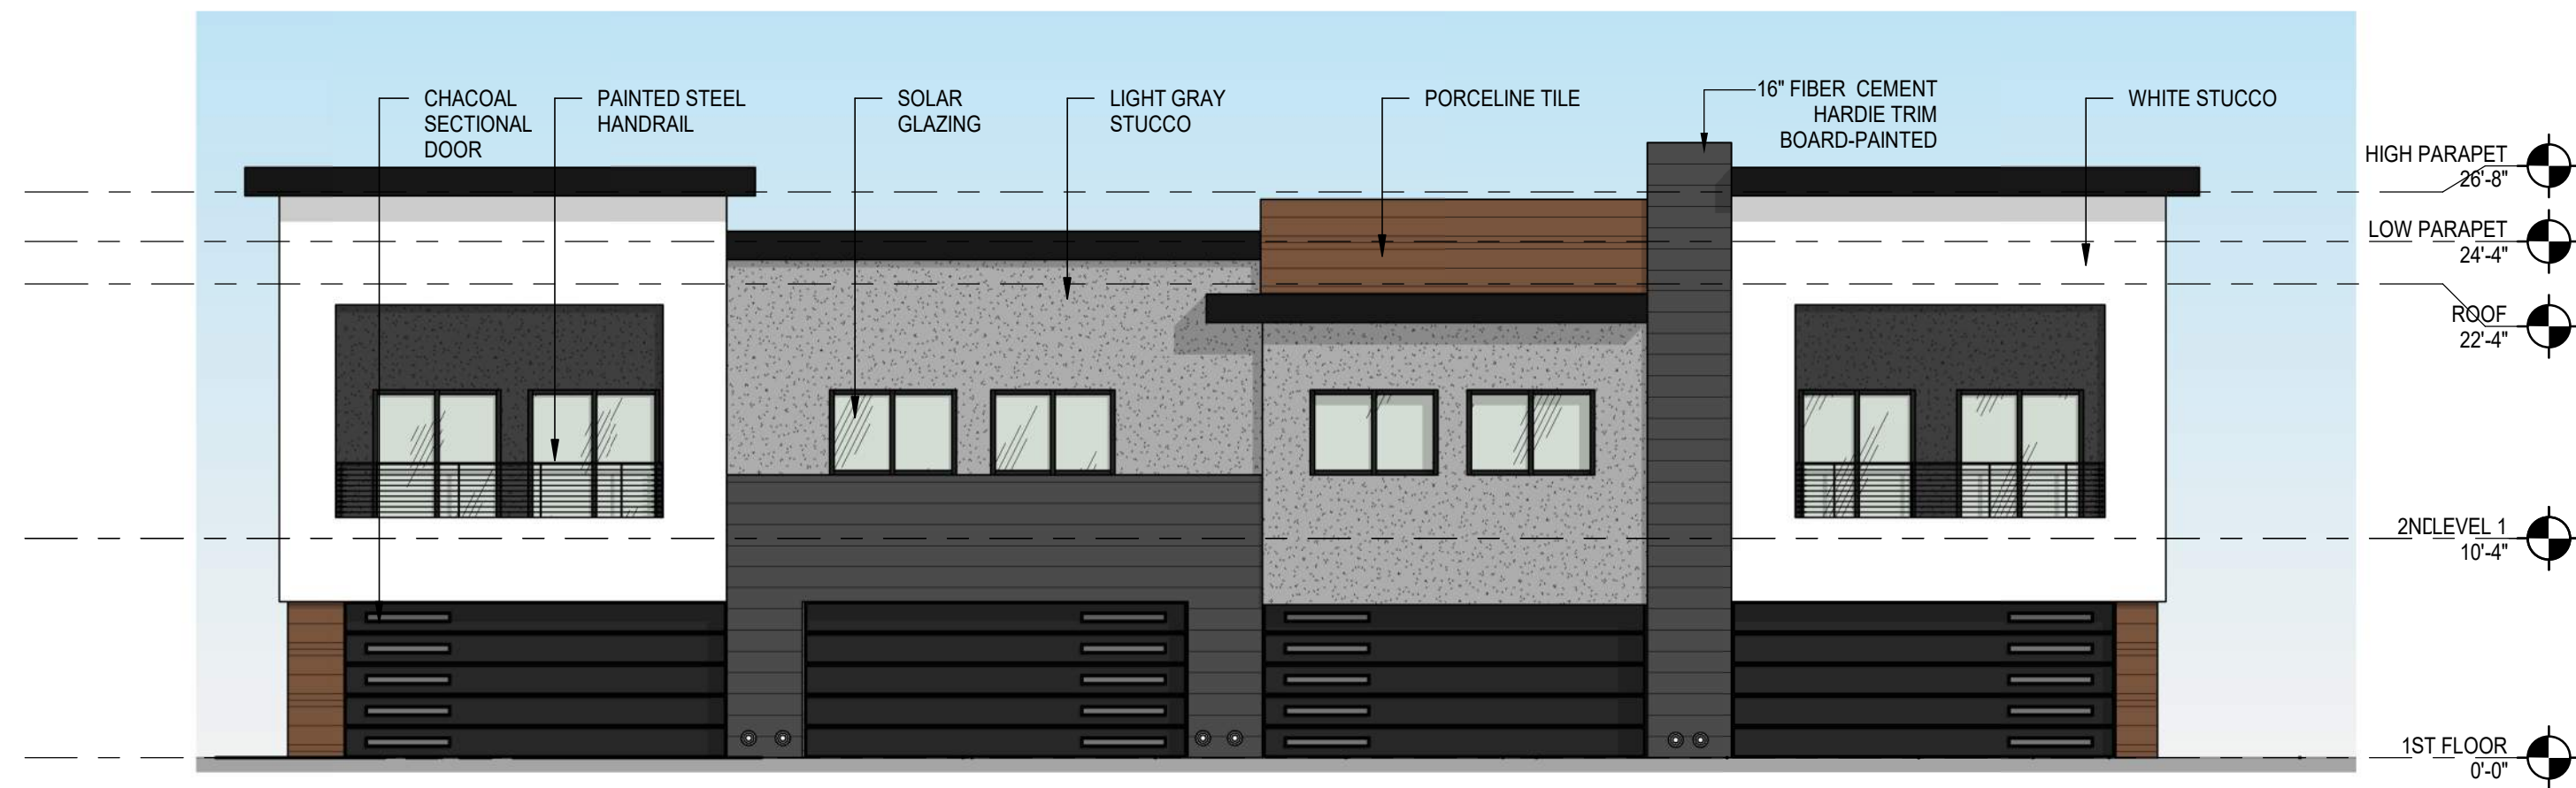 CHACOAL
SECTIONAL
DOOR
PAINTED STEEL
HANDRAIL
SOLAR
GLAZING
LIGHT GRAY
STUCCO
PORCELINE TILE
16" FIBER CEMENT
HARDIE TRIM
BOARD-PAINTED
WHITE STUCCO
HIGH PARAPET
26'-8"
LOW PARAPET
24'-4"
ROOF
22'-4"
LEVEL 1
10'-4"
1ST FLOOR
0'-0"